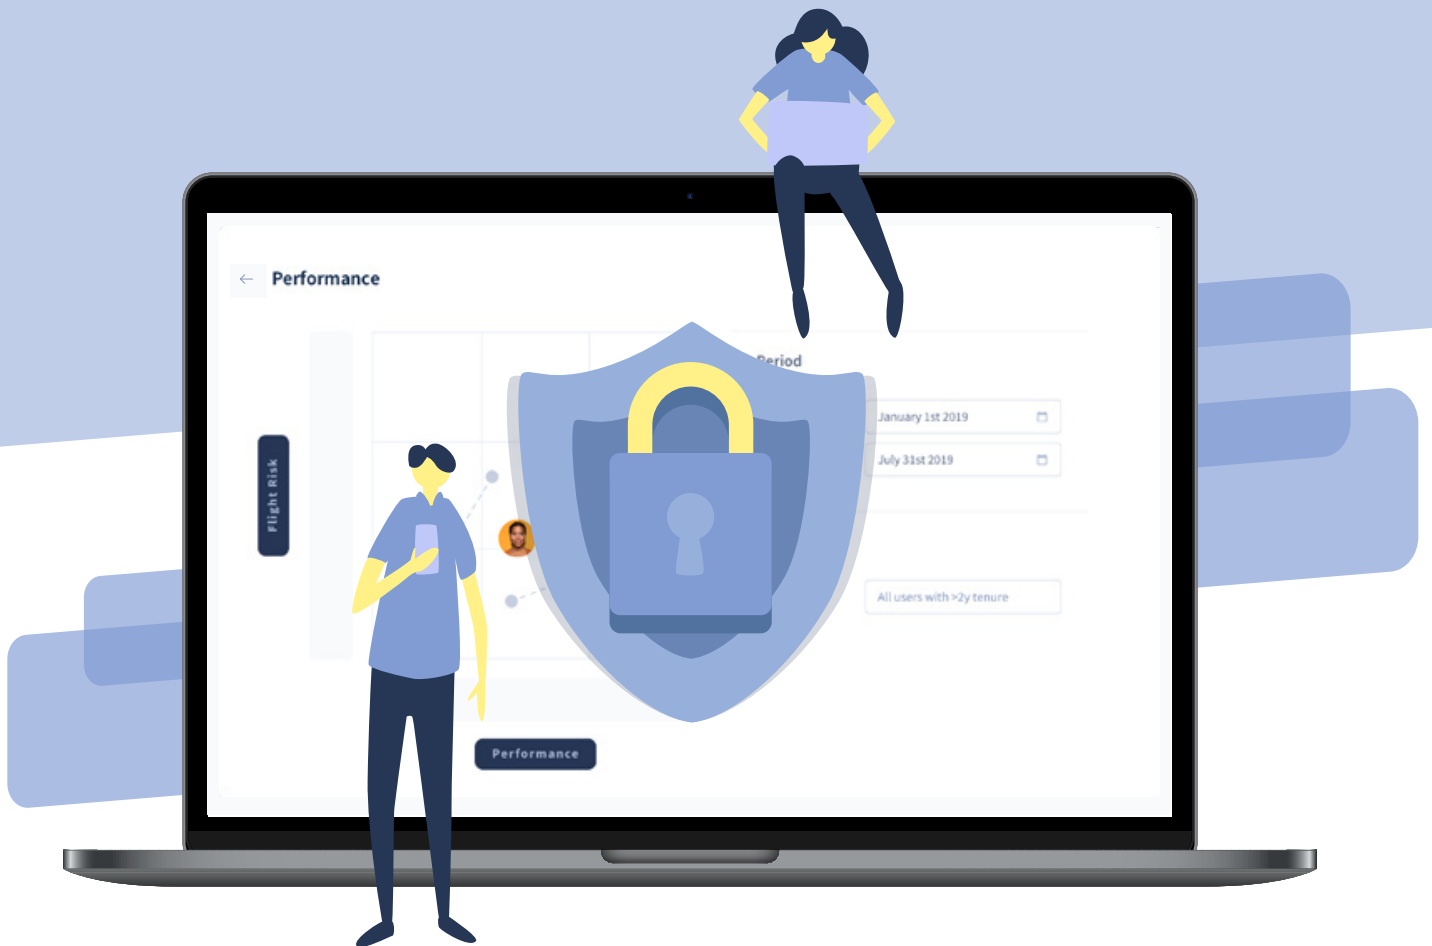 Performance
Period
January 1st 2019
July 31st 2019
Flight Risk
All users with >2y tenure
Performance